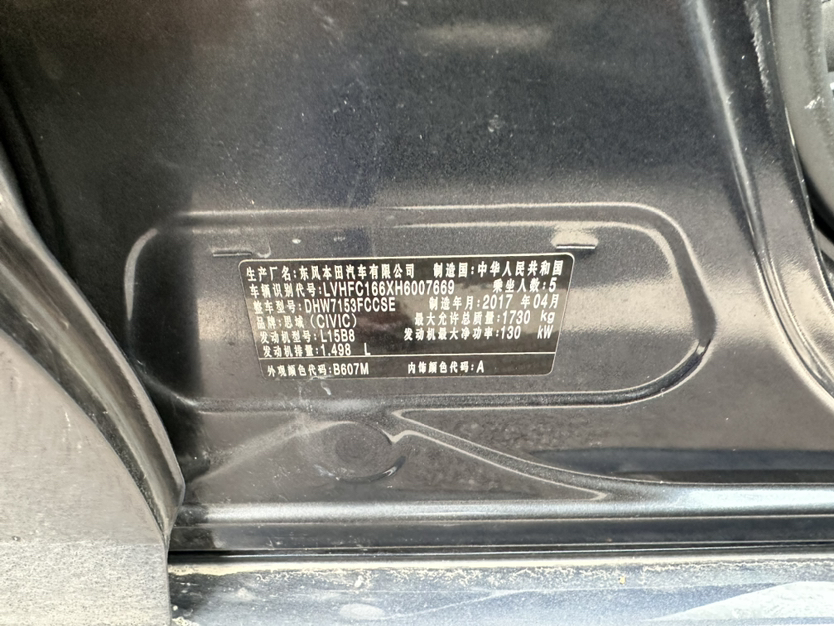 生产厂名:东风本田汽车有限公司 制造国:中华人民共和国
车辆识别代号:LVHFC166XH6007669 乘坐人数:5
整车型号:DHW7153FCCSE 制造年月:2017 年04月
品牌:思域(CIVIC) 最大允许总质量:1730 kg
发动机型号:L15B8 发动机最大净功率:130 kW
发动机排量:1.498 L
外观颜色代码:B607M 内饰颜色代码:A